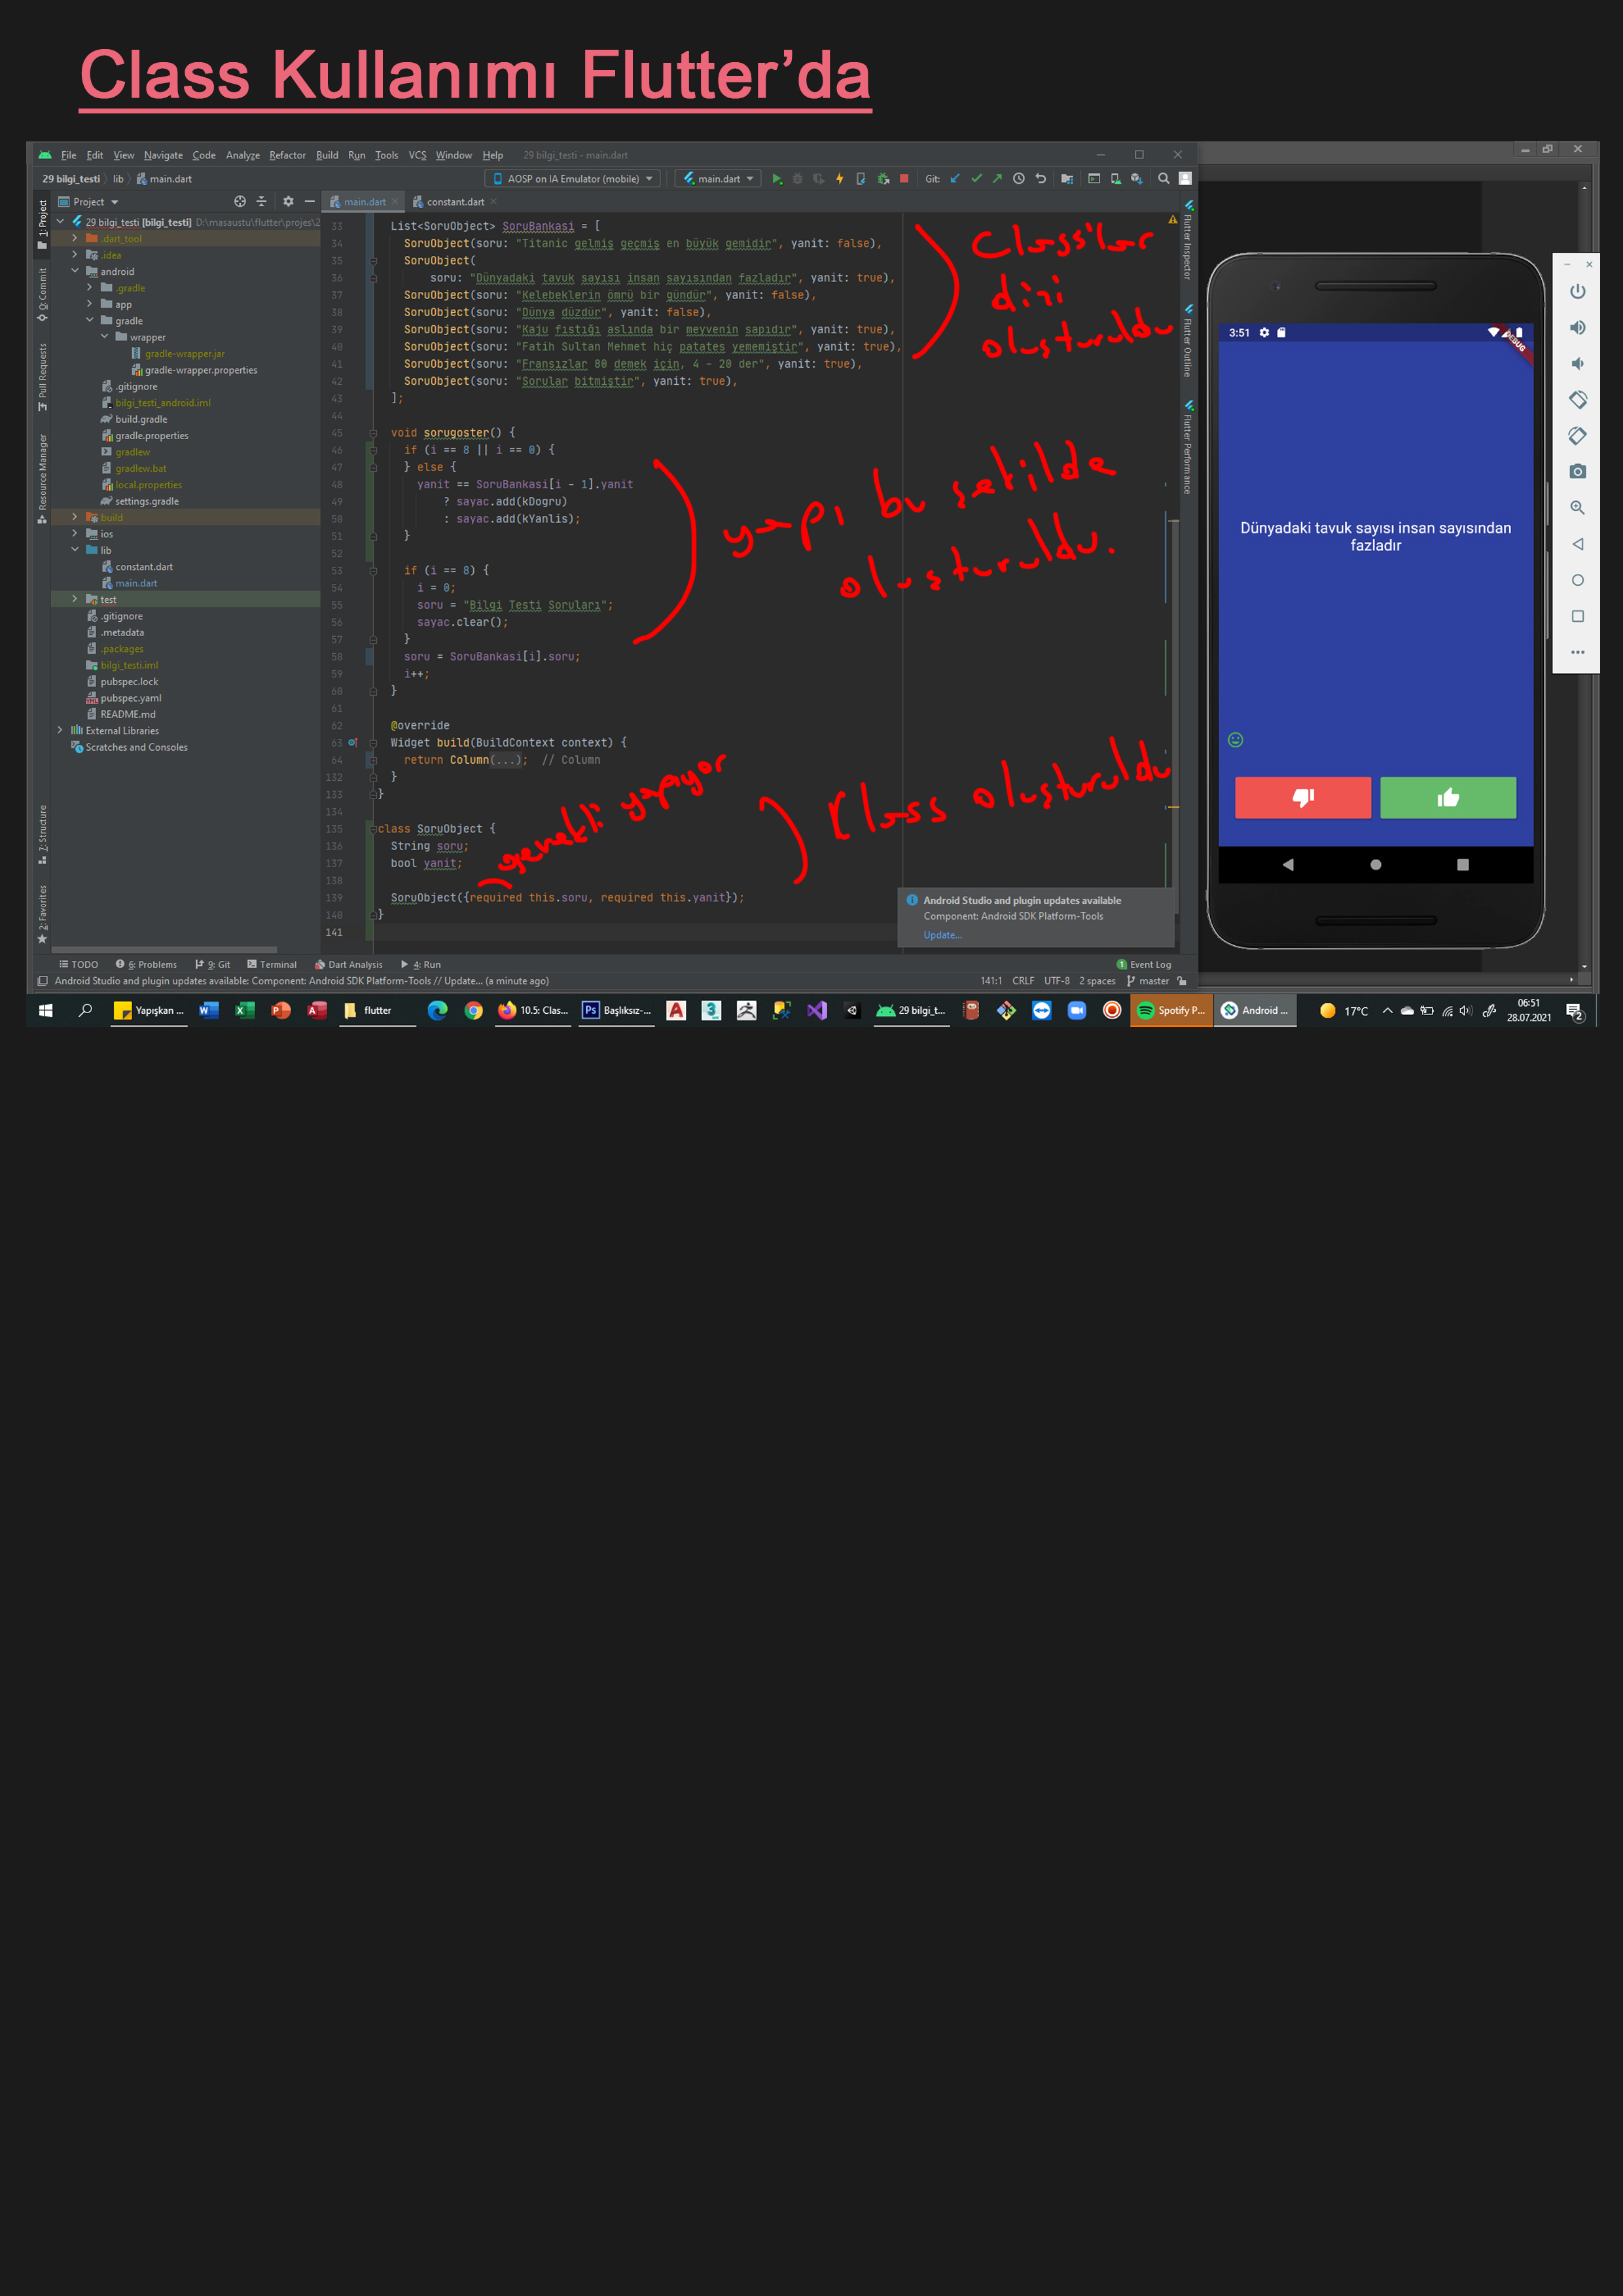 Class Kullanımı Flutter'da
File Edit View Navigate Code Analyze Refactor Build Run Tools VCS Window Help 29 bilgi_testi - main.dart
29 bilgi_testi lib main.dart AOSP on IA Emulator (mobile) main.dart Git:
Project main.dart constant.dart
1: Project
0: Commit
Pull Requests
Resource Manager
7: Structure
2: Favorites
29 bilgi_testi [bilgi_testi] D:\masaustu\flutter\projes\2
.dart_tool
.idea
android
.gradle
app
gradle
wrapper
gradle-wrapper.jar
gradle-wrapper.properties
.gitignore
bilgi_testi_android.iml
build.gradle
gradle.properties
gradlew
gradlew.bat
local.properties
settings.gradle
build
ios
lib
constant.dart
main.dart
test
.gitignore
.metadata
.packages
bilgi_testi.iml
pubspec.lock
pubspec.yaml
README.md
External Libraries
Scratches and Consoles
33 List<SoruObject> SoruBankasi = [
34 SoruObject(soru: "Titanic gelmiş geçmiş en büyük gemidir", yanit: false),
35 SoruObject(
36 soru: "Dünyadaki tavuk sayısı insan sayısından fazladır", yanit: true),
37 SoruObject(soru: "Kelebeklerin ömrü bir gündür", yanit: false),
38 SoruObject(soru: "Dünya düzdür", yanit: false),
39 SoruObject(soru: "Kaju fıstığı aslında bir meyvenin sapıdır", yanit: true),
40 SoruObject(soru: "Fatih Sultan Mehmet hiç patates yememiştir", yanit: true),
41 SoruObject(soru: "Fransızlar 80 demek için, 4 - 20 der", yanit: true),
42 SoruObject(soru: "Sorular bitmiştir", yanit: true),
43 ];
44
45 void sorugoster() {
46 if (i == 8 || i == 0) {
47 } else {
48 yanit == SoruBankasi[i - 1].yanit
49 ? sayac.add(kDogru)
50 : sayac.add(kYanlis);
51 }
52
53 if (i == 8) {
54 i = 0;
55 soru = "Bilgi Testi Soruları";
56 sayac.clear();
57 }
58 soru = SoruBankasi[i].soru;
59 i++;
60 }
61
62 @override
63 Widget build(BuildContext context) {
64 return Column(...); // Column
132 }
133 }
134
135 class SoruObject {
136 String soru;
137 bool yanit;
138
139 SoruObject({required this.soru, required this.yanit});
140 }
141
Class'lar
dizi
oluşturuldu
yapı bu şekilde
oluşturuldu.
gerekli yapıyor
Class oluşturuldu
Flutter Inspector
Flutter Outline
Flutter Performance
Android Studio and plugin updates available
Component: Android SDK Platform-Tools
Update...
TODO 6: Problems 9: Git Terminal Dart Analysis 4: Run 1 Event Log
Android Studio and plugin updates available: Component: Android SDK Platform-Tools // Update... (a minute ago) 141:1 CRLF UTF-8 2 spaces master
3:51
DEBUG
Dünyadaki tavuk sayısı insan sayısından
fazladır
Yapışkan ... flutter 10.5: Clas... Başlıksız-... 29 bilgi_t... Spotify P... Android ... 17°C
06:51
28.07.2021
2